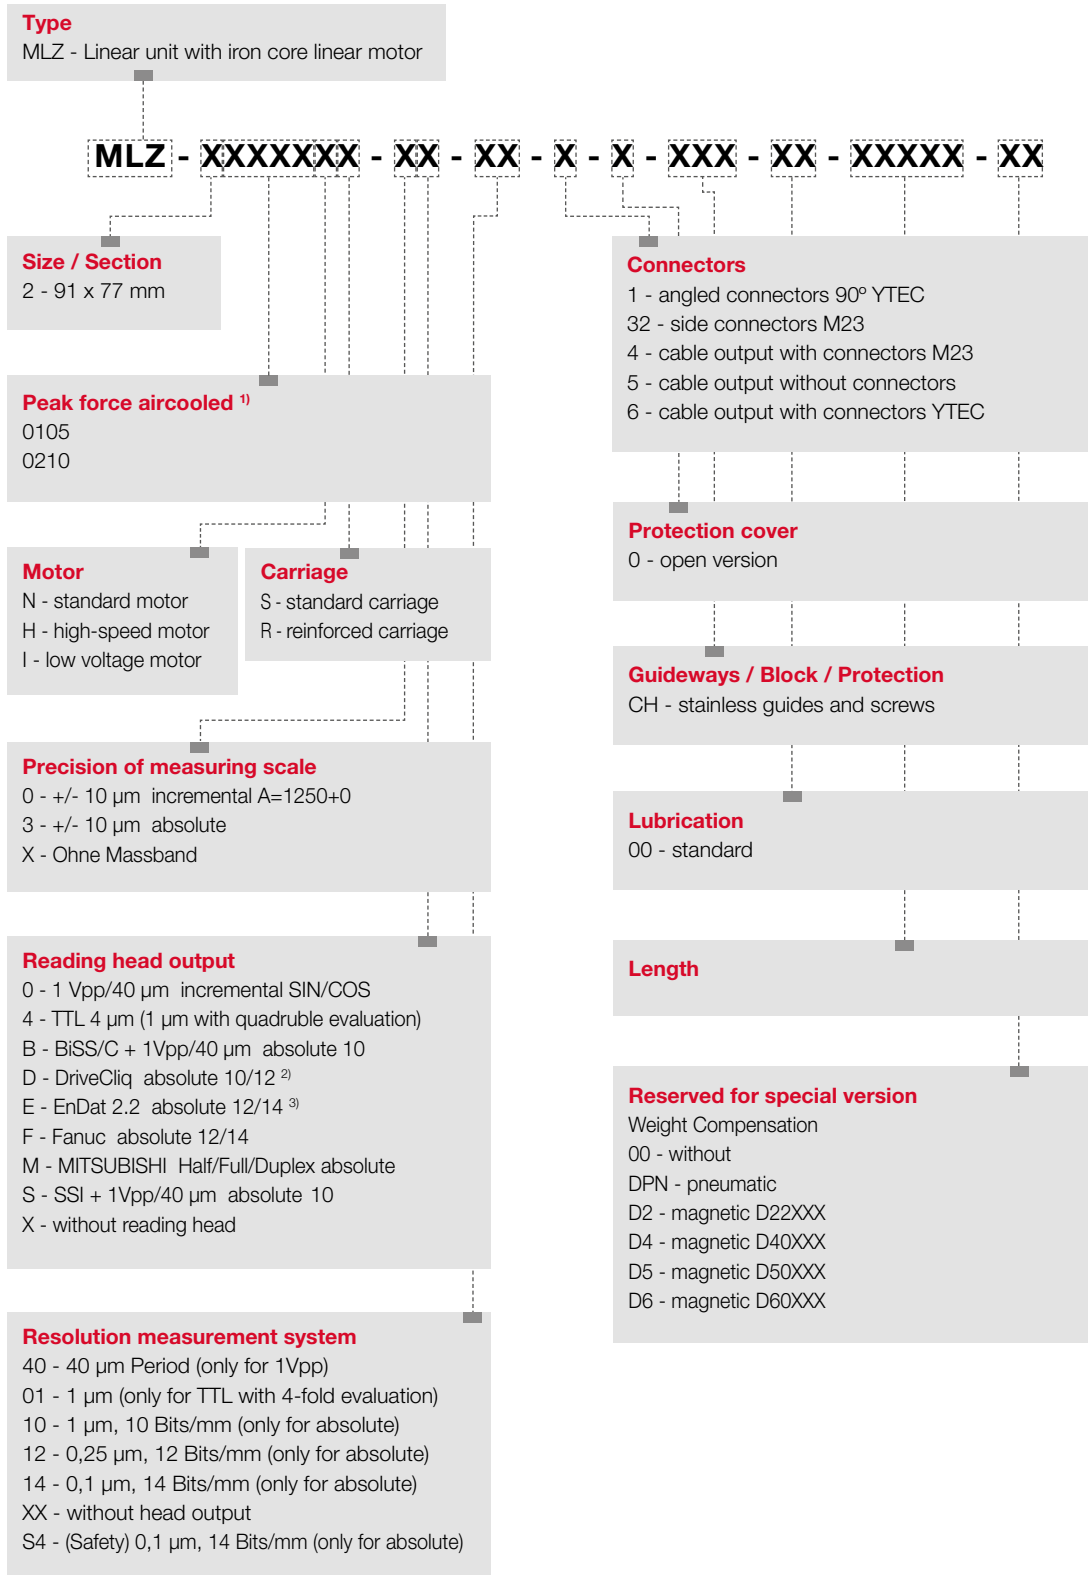 Type
MLZ - Linear unit with iron core linear motor
MLZ - XXXXXXX - XX - XX - X - X - XXX - XX - XXXXX - XX
Size / Section
2 - 91 x 77 mm
Peak force aircooled 1)
0105
0210
Motor
N - standard motor
H - high-speed motor
I - low voltage motor
Carriage
S - standard carriage
R - reinforced carriage
Precision of measuring scale
0 - +/- 10 µm incremental A=1250+0
3 - +/- 10 µm absolute
X - Ohne Massband
Reading head output
0 - 1 Vpp/40 µm incremental SIN/COS
4 - TTL 4 µm (1 µm with quadruble evaluation)
B - BiSS/C + 1Vpp/40 µm absolute 10
D - DriveCliq absolute 10/12 2)
E - EnDat 2.2 absolute 12/14 3)
F - Fanuc absolute 12/14
M - MITSUBISHI Half/Full/Duplex absolute
S - SSI + 1Vpp/40 µm absolute 10
X - without reading head
Resolution measurement system
40 - 40 µm Period (only for 1Vpp)
01 - 1 µm (only for TTL with 4-fold evaluation)
10 - 1 µm, 10 Bits/mm (only for absolute)
12 - 0,25 µm, 12 Bits/mm (only for absolute)
14 - 0,1 µm, 14 Bits/mm (only for absolute)
XX - without head output
S4 - (Safety) 0,1 µm, 14 Bits/mm (only for absolute)
Connectors
1 - angled connectors 90º YTEC
32 - side connectors M23
4 - cable output with connectors M23
5 - cable output without connectors
6 - cable output with connectors YTEC
Protection cover
0 - open version
Guideways / Block / Protection
CH - stainless guides and screws
Lubrication
00 - standard
Length
Reserved for special version
Weight Compensation
00 - without
DPN - pneumatic
D2 - magnetic D22XXX
D4 - magnetic D40XXX
D5 - magnetic D50XXX
D6 - magnetic D60XXX